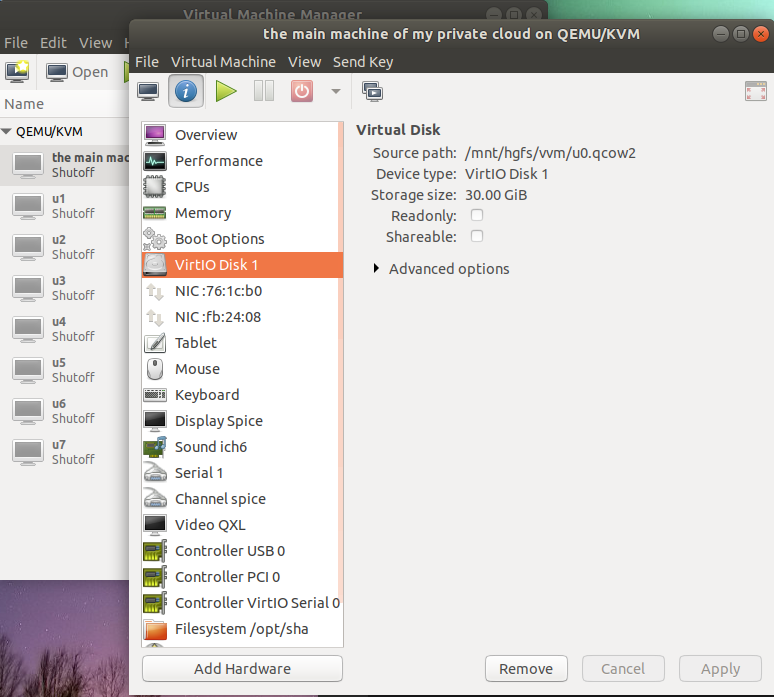 Virtual Machine Manager
File Edit View H
Open
Name
QEMU/KVM
the main mac
Shutoff
u1
Shutoff
u2
Shutoff
u3
Shutoff
u4
Shutoff
u5
Shutoff
u6
Shutoff
u7
Shutoff
the main machine of my private cloud on QEMU/KVM
File Virtual Machine View Send Key
Overview
Performance
CPUs
Memory
Boot Options
VirtIO Disk 1
NIC :76:1c:b0
NIC :fb:24:08
Tablet
Mouse
Keyboard
Display Spice
Sound ich6
Serial 1
Channel spice
Video QXL
Controller USB 0
Controller PCI 0
Controller VirtIO Serial 0
Filesystem /opt/sha
Add Hardware
Virtual Disk
Source path: /mnt/hgfs/vvm/u0.qcow2
Device type: VirtIO Disk 1
Storage size: 30.00 GiB
Readonly:
Shareable:
Advanced options
Remove Cancel Apply